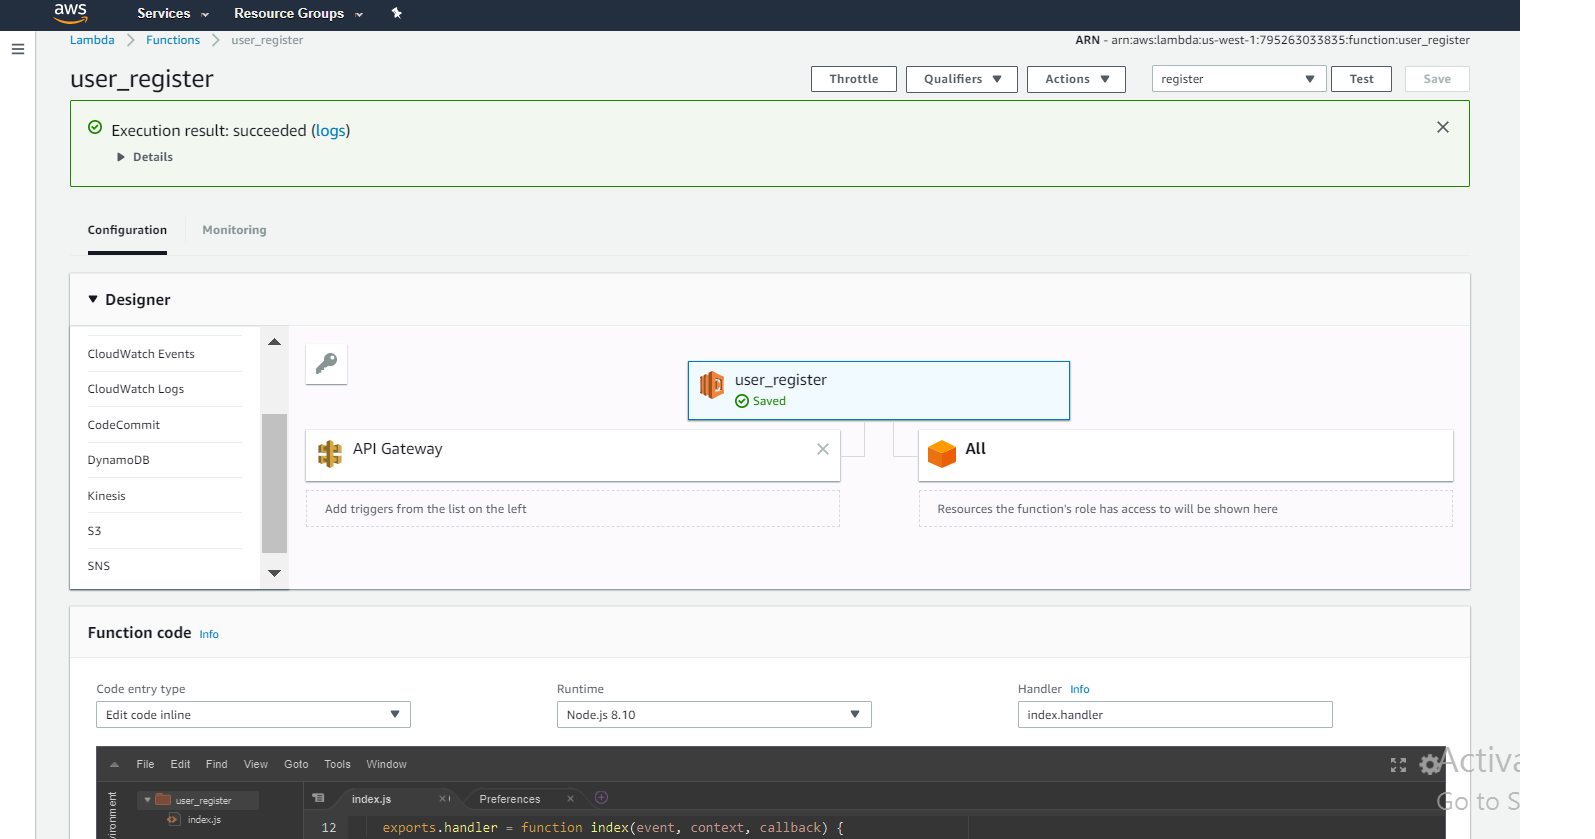 aws Services Resource Groups
Lambda Functions user_register ARN - arn:aws:lambda:us-west-1:795263033835:function:user_register
user_register Throttle Qualifiers Actions register Test Save
Execution result: succeeded (logs)
Details
Configuration Monitoring
Designer
CloudWatch Events
CloudWatch Logs
CodeCommit
DynamoDB
Kinesis
S3
SNS
user_register
Saved
API Gateway
Add triggers from the list on the left
All
Resources the function's role has access to will be shown here
Function code Info
Code entry type Runtime Handler Info
Edit code inline Node.js 8.10 index.handler
File Edit Find View Goto Tools Window
user_register
index.js
index.js Preferences
12 exports.handler = function index(event, context, callback) {
Go to S